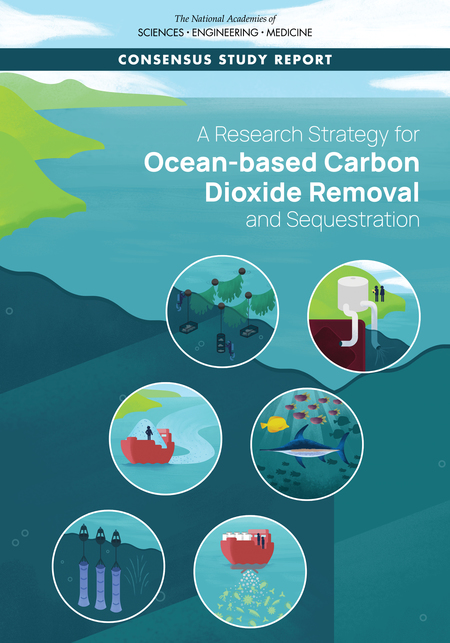 The National Academies of
SCIENCES · ENGINEERING · MEDICINE
CONSENSUS STUDY REPORT
A Research Strategy for
Ocean-based Carbon
Dioxide Removal
and Sequestration